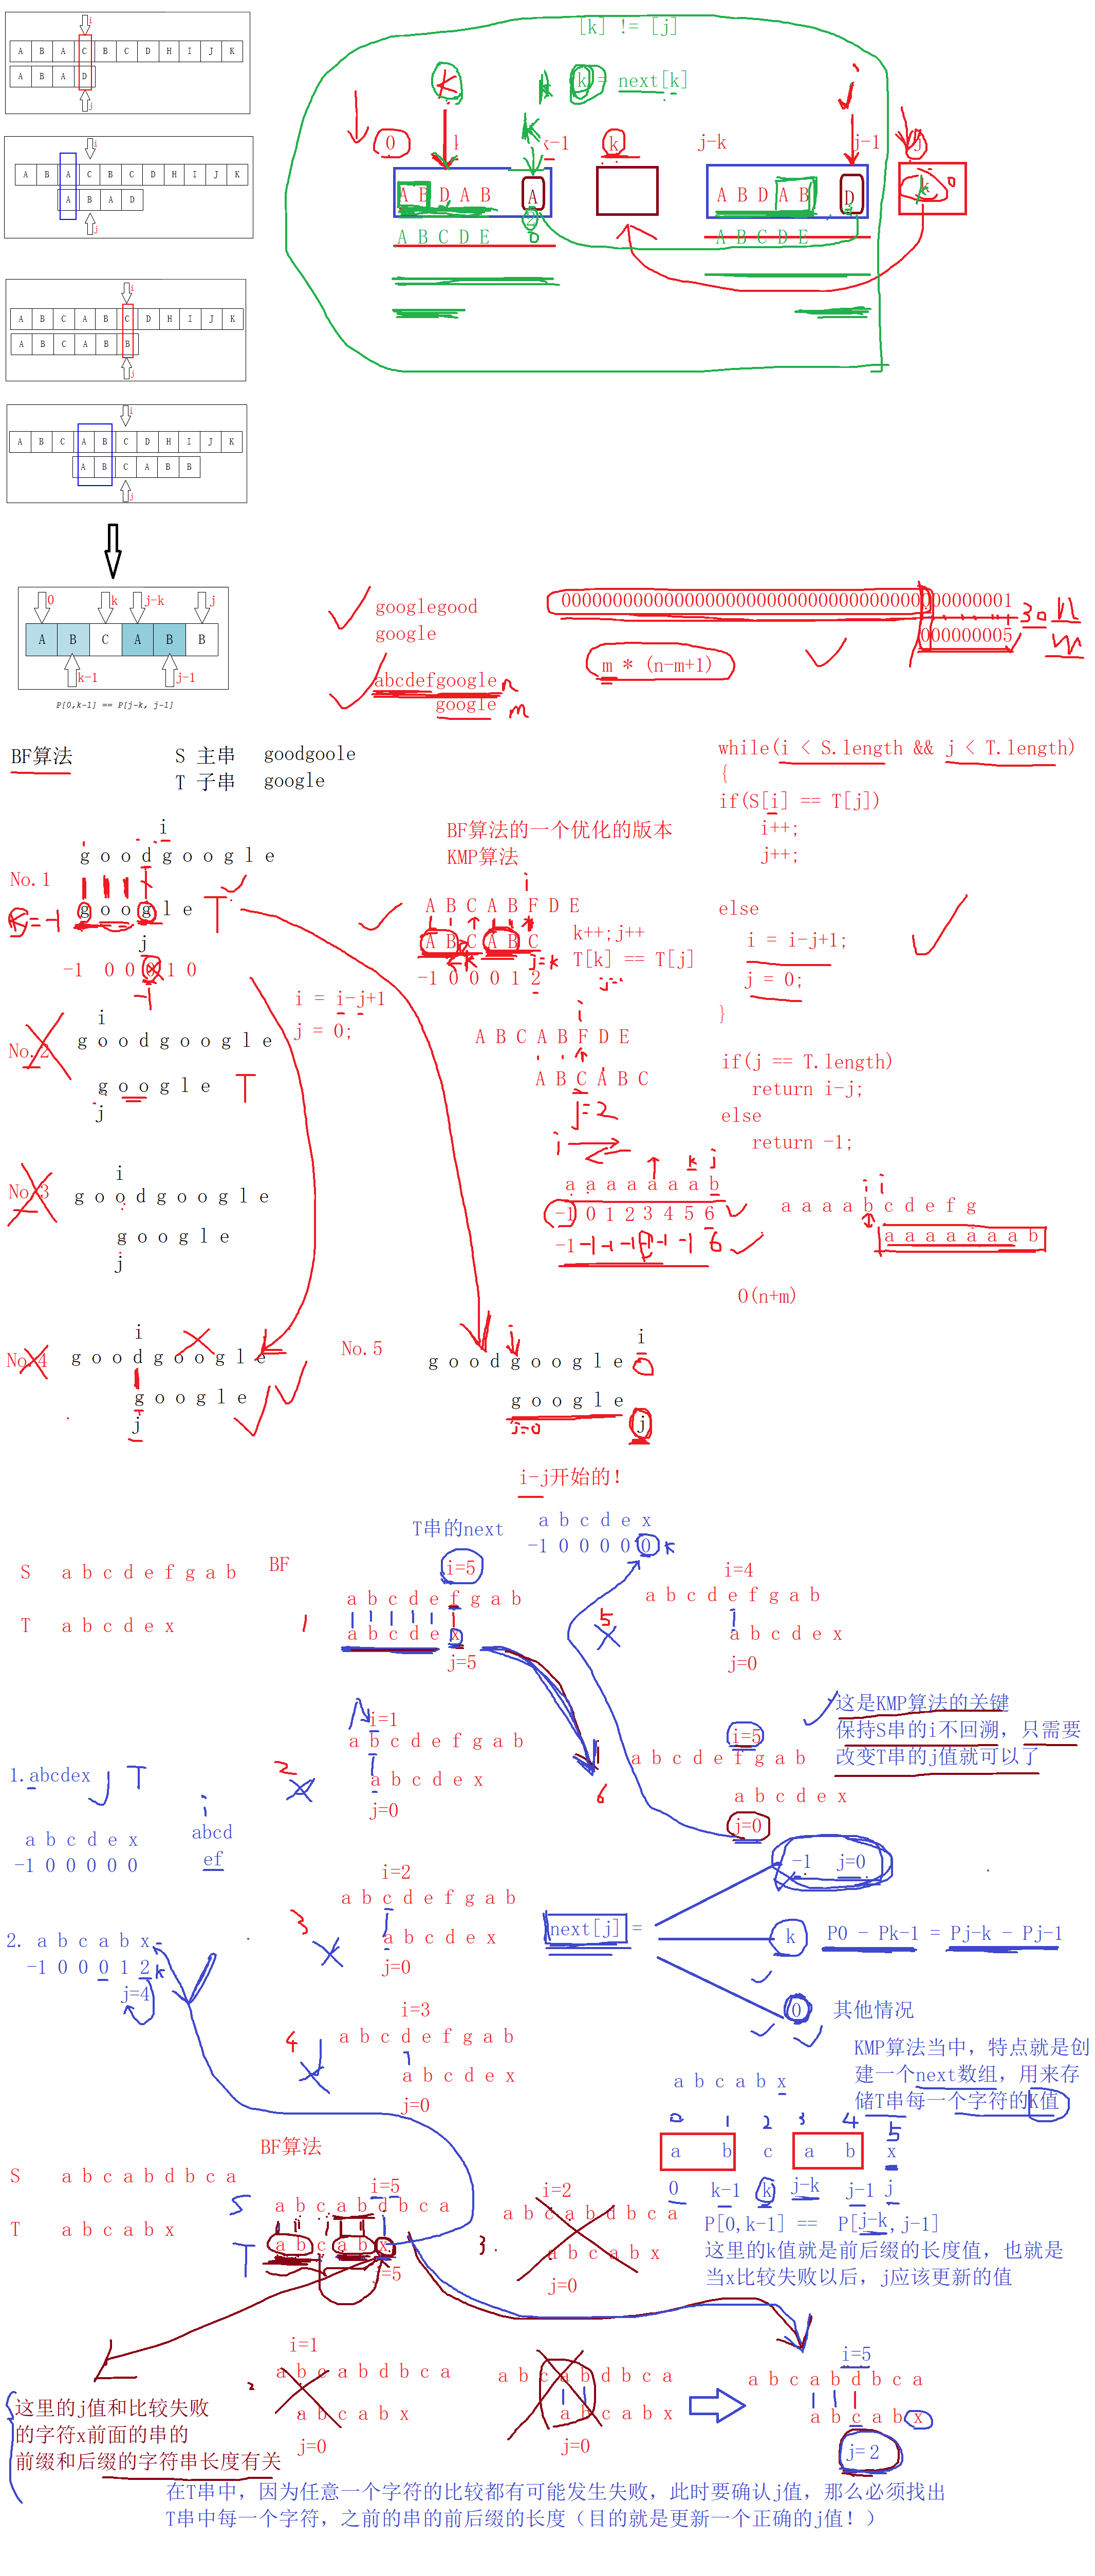 i
A B A C B C D H I J K
A B A D
j
i
A B A C B C D H I J K
A B A D
j
i
A B C A B C D H I J K
A B C A B B
j
i
A B C A B C D H I J K
A B C A B B
j
0 k j-k j
A B C A B B
k-1 j-1
P[0,k-1] == P[j-k, j-1]
[k] != [j]
k = next[k]
K
K
j
0 k-1 k j-k j-1 j
A B D A B A
A B D A B D
k
0
2
0
A B C D E
A B C D E
googlegood
google
abcdefgoogle n
google m
000000000000000000000000000000000000000000001
000000005
30 n
m
m * (n-m+1)
BF算法
S 主串 goodgoole
T 子串 google
while(i < S.length && j < T.length)
{
if(S[i] == T[j])
i++;
j++;
else
i = i-j+1;
j = 0;
}
if(j == T.length)
return i-j;
else
return -1;
No.1
i
g o o d g o o g l e
g o o g l e T
K=-1
j
-1 0 0 0 1 0
-1
i = i-j+1
j = 0;
No.2
i
g o o d g o o g l e
g o o g l e T
j
No.3
i
g o o d g o o g l e
g o o g l e
j
No.4
i
g o o d g o o g l e
g o o g l e
j
No.5
i
g o o d g o o g l e
g o o g l e
j=0
j
i-j开始的!
BF算法的一个优化的版本
KMP算法
i
A B C A B F D E
A B C A B C
j=k
-1 0 0 0 1 2
k++;j++
T[k] == T[j]
i
A B C A B F D E
A B C A B C
j=2
i
k j
a a a a a a a b
-1 0 1 2 3 4 5 6
-1 -1 -1 -1 -1 -1 -1 6
i i
a a a a b c d e f g
a a a a a a a b
O(n+m)
T串的next
a b c d e x
-1 0 0 0 0 0 k
S a b c d e f g a b
T a b c d e x
BF
1
i=5
a b c d e f g a b
a b c d e x
j=5
2
i=1
a b c d e f g a b
a b c d e x
j=0
3
i=2
a b c d e f g a b
a b c d e x
j=0
4
i=3
a b c d e f g a b
a b c d e x
j=0
5
i=4
a b c d e f g a b
a b c d e x
j=0
6
i=5
a b c d e f g a b
a b c d e x
j=0
这是KMP算法的关键
保持S串的i不回溯，只需要
改变T串的j值就可以了
1.abcdex T
a b c d e x
-1 0 0 0 0 0
i
abcd
ef
2. a b c a b x
-1 0 0 0 1 2 k
j=4
next[j] =
-1 j=0
k P0 - Pk-1 = Pj-k - Pj-1
0 其他情况
KMP算法当中，特点就是创
建一个next数组，用来存
储T串每一个字符的K值
a b c a b x
0 1 2 3 4 5
a b c a b x
0 k-1 k j-k j-1 j
P[0,k-1] == P[j-k,j-1]
这里的k值就是前后缀的长度值，也就是
当x比较失败以后，j应该更新的值
BF算法
S a b c a b d b c a
T a b c a b x
i=5
S a b c a b d b c a
T a b c a b x
j=5
2
i=1
a b c a b d b c a
a b c a b x
j=0
3.
i=2
a b c a b d b c a
a b c a b x
j=0
a b c a b d b c a
a b c a b x
j=0
i=5
a b c a b d b c a
a b c a b x
j=2
这里的j值和比较失败
的字符x前面的串的
前缀和后缀的字符串长度有关
在T串中，因为任意一个字符的比较都有可能发生失败，此时要确认j值，那么必须找出
T串中每一个字符，之前的串的前后缀的长度（目的就是更新一个正确的j值！）